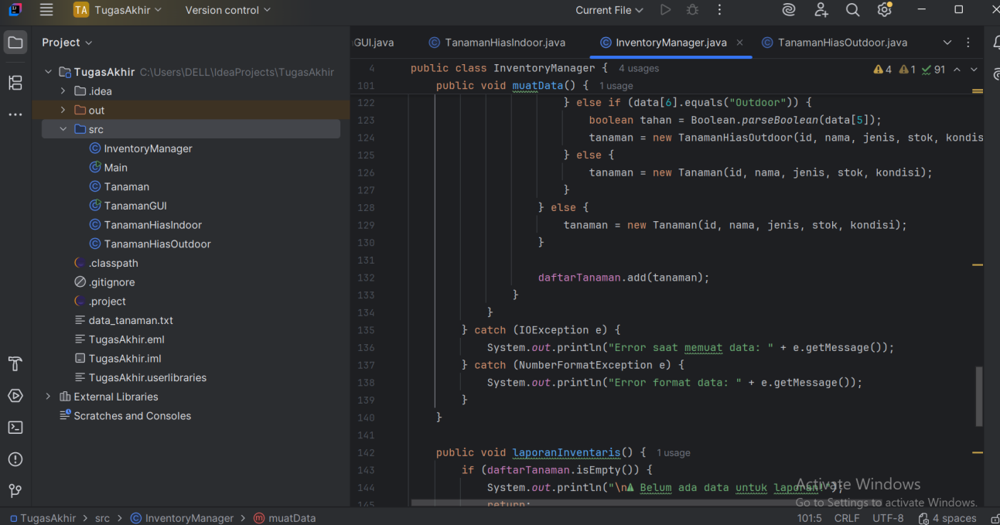 TA TugasAkhir Version control Current File
Project
TugasAkhir C:\Users\DELL\IdeaProjects\TugasAkhir
.idea
out
src
InventoryManager
Main
Tanaman
TanamanGUI
TanamanHiasIndoor
TanamanHiasOutdoor
.classpath
.gitignore
.project
data_tanaman.txt
TugasAkhir.eml
TugasAkhir.iml
TugasAkhir.userlibraries
External Libraries
Scratches and Consoles
GUI.java TanamanHiasIndoor.java InventoryManager.java TanamanHiasOutdoor.java
4 public class InventoryManager { 4 usages 4 1 91
101 public void muatData() { 1 usage
122 } else if (data[6].equals("Outdoor")) {
123 boolean tahan = Boolean.parseBoolean(data[5]);
124 tanaman = new TanamanHiasOutdoor(id, nama, jenis, stok, kondis
125 } else {
126 tanaman = new Tanaman(id, nama, jenis, stok, kondisi);
127 }
128 } else {
129 tanaman = new Tanaman(id, nama, jenis, stok, kondisi);
130 }
131
132 daftarTanaman.add(tanaman);
133 }
134 }
135 } catch (IOException e) {
136 System.out.println("Error saat memuat data: " + e.getMessage());
137 } catch (NumberFormatException e) {
138 System.out.println("Error format data: " + e.getMessage());
139 }
140 }
141
142 public void laporanInventaris() { 1 usage
143 if (daftarTanaman.isEmpty()) {
144 System.out.println("\n⚠ Belum ada data untuk laporan!");
145 return;
Activate Windows
Go to Settings to activate Windows.
TugasAkhir > src > InventoryManager > muatData 101:5 CRLF UTF-8 4 spaces